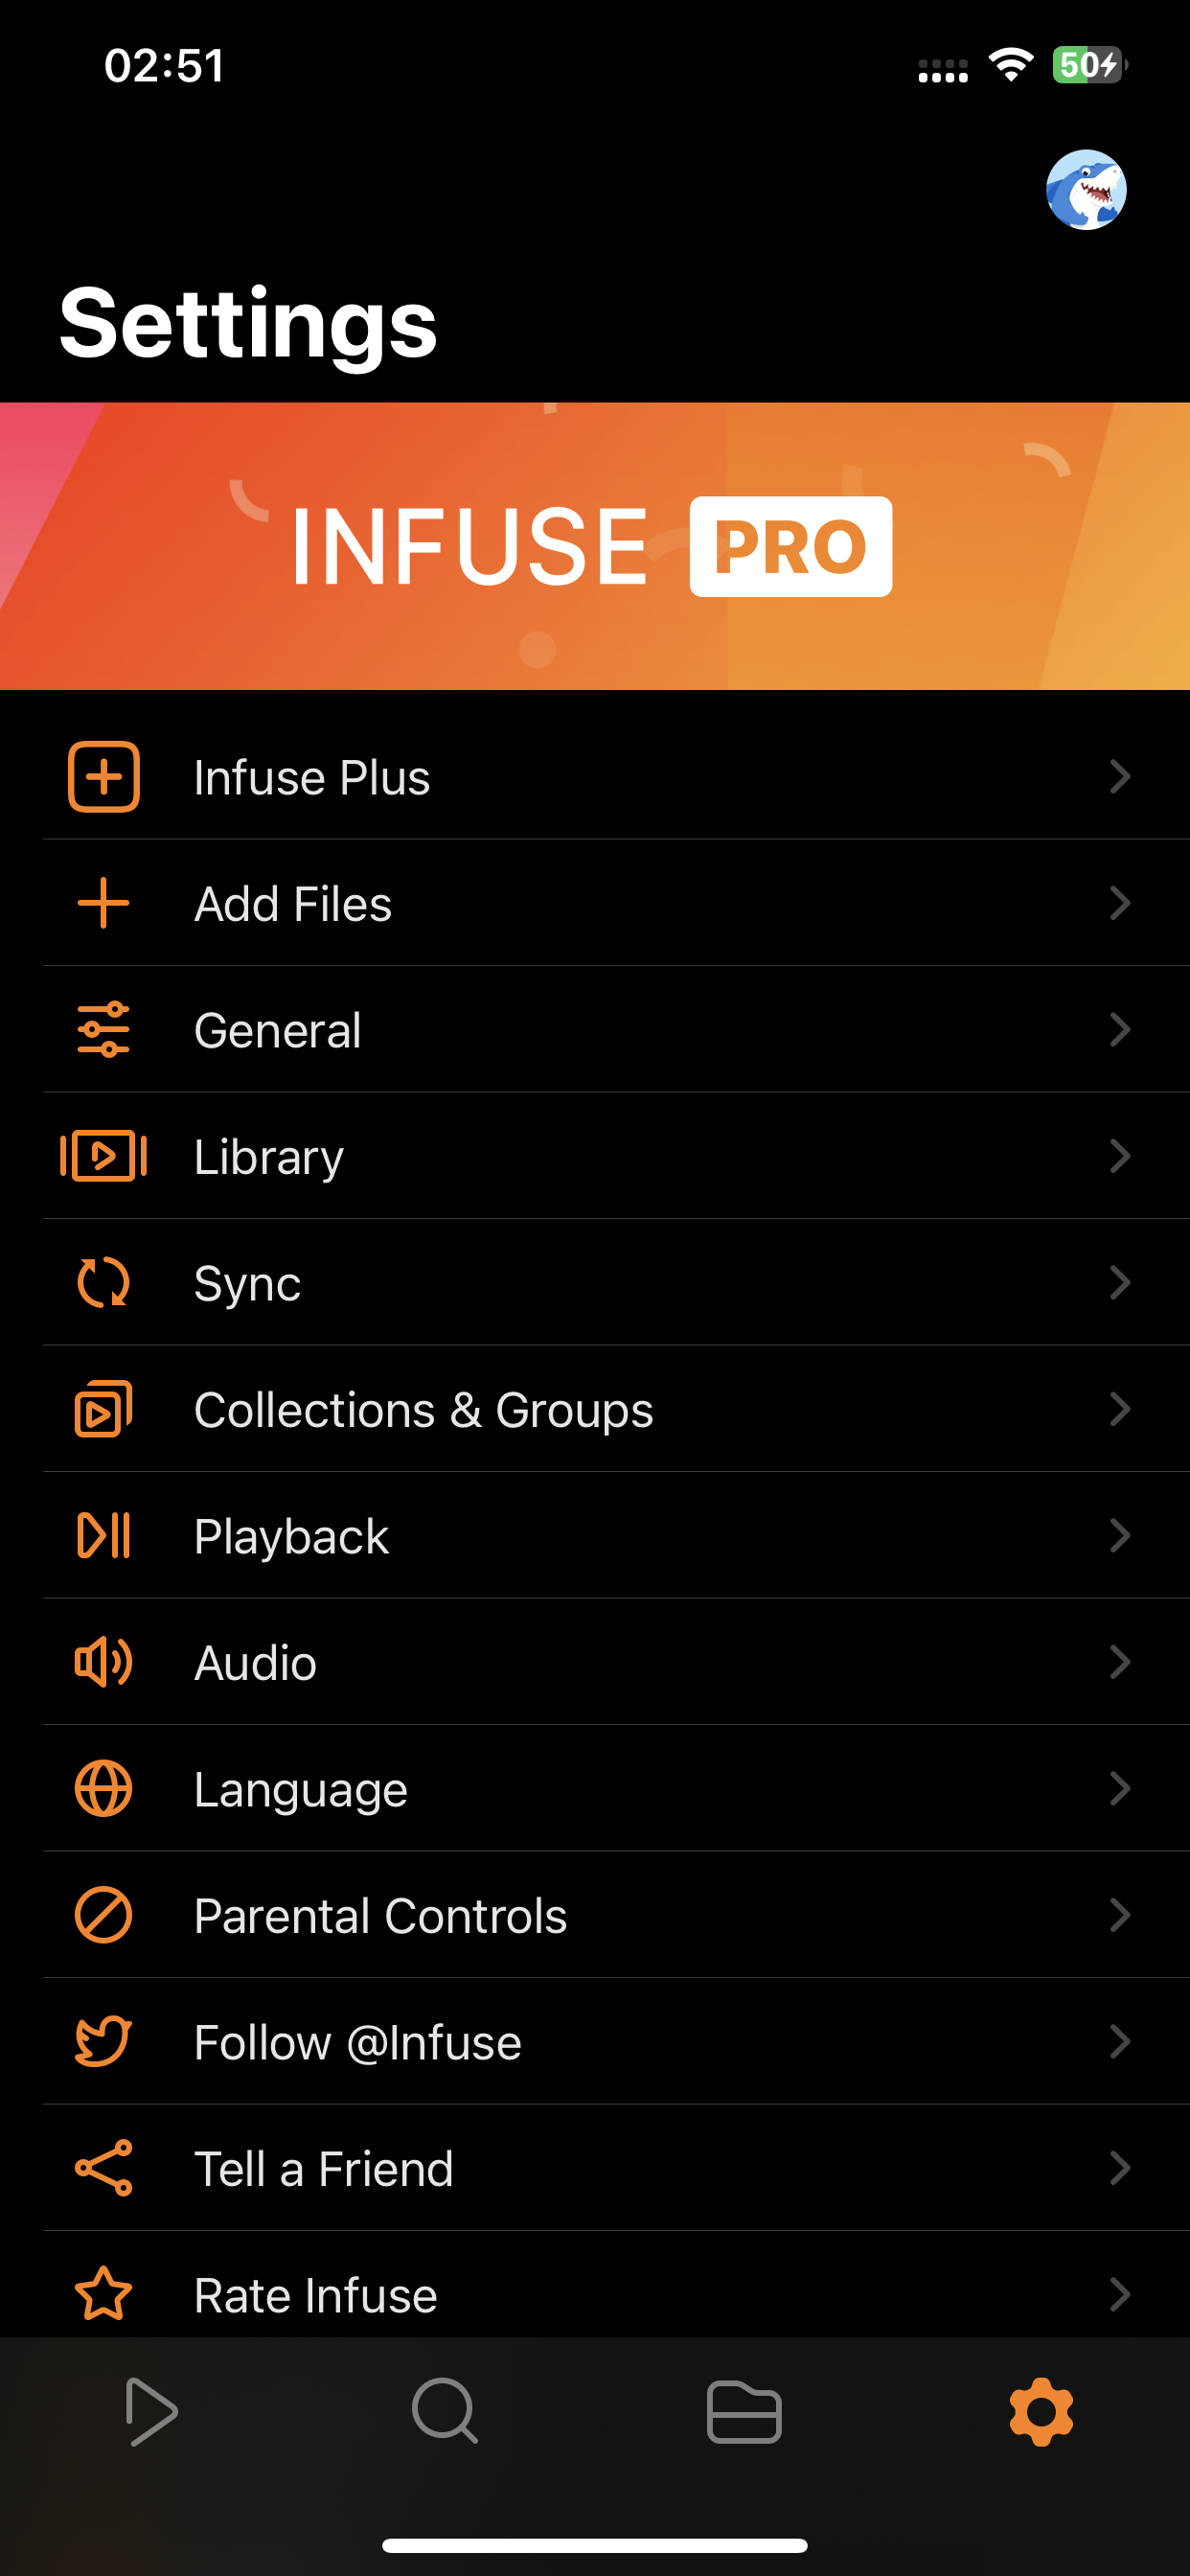 02:51
50
Settings
INFUSE PRO
Infuse Plus
Add Files
General
Library
Sync
Collections & Groups
Playback
Audio
Language
Parental Controls
Follow @Infuse
Tell a Friend
Rate Infuse